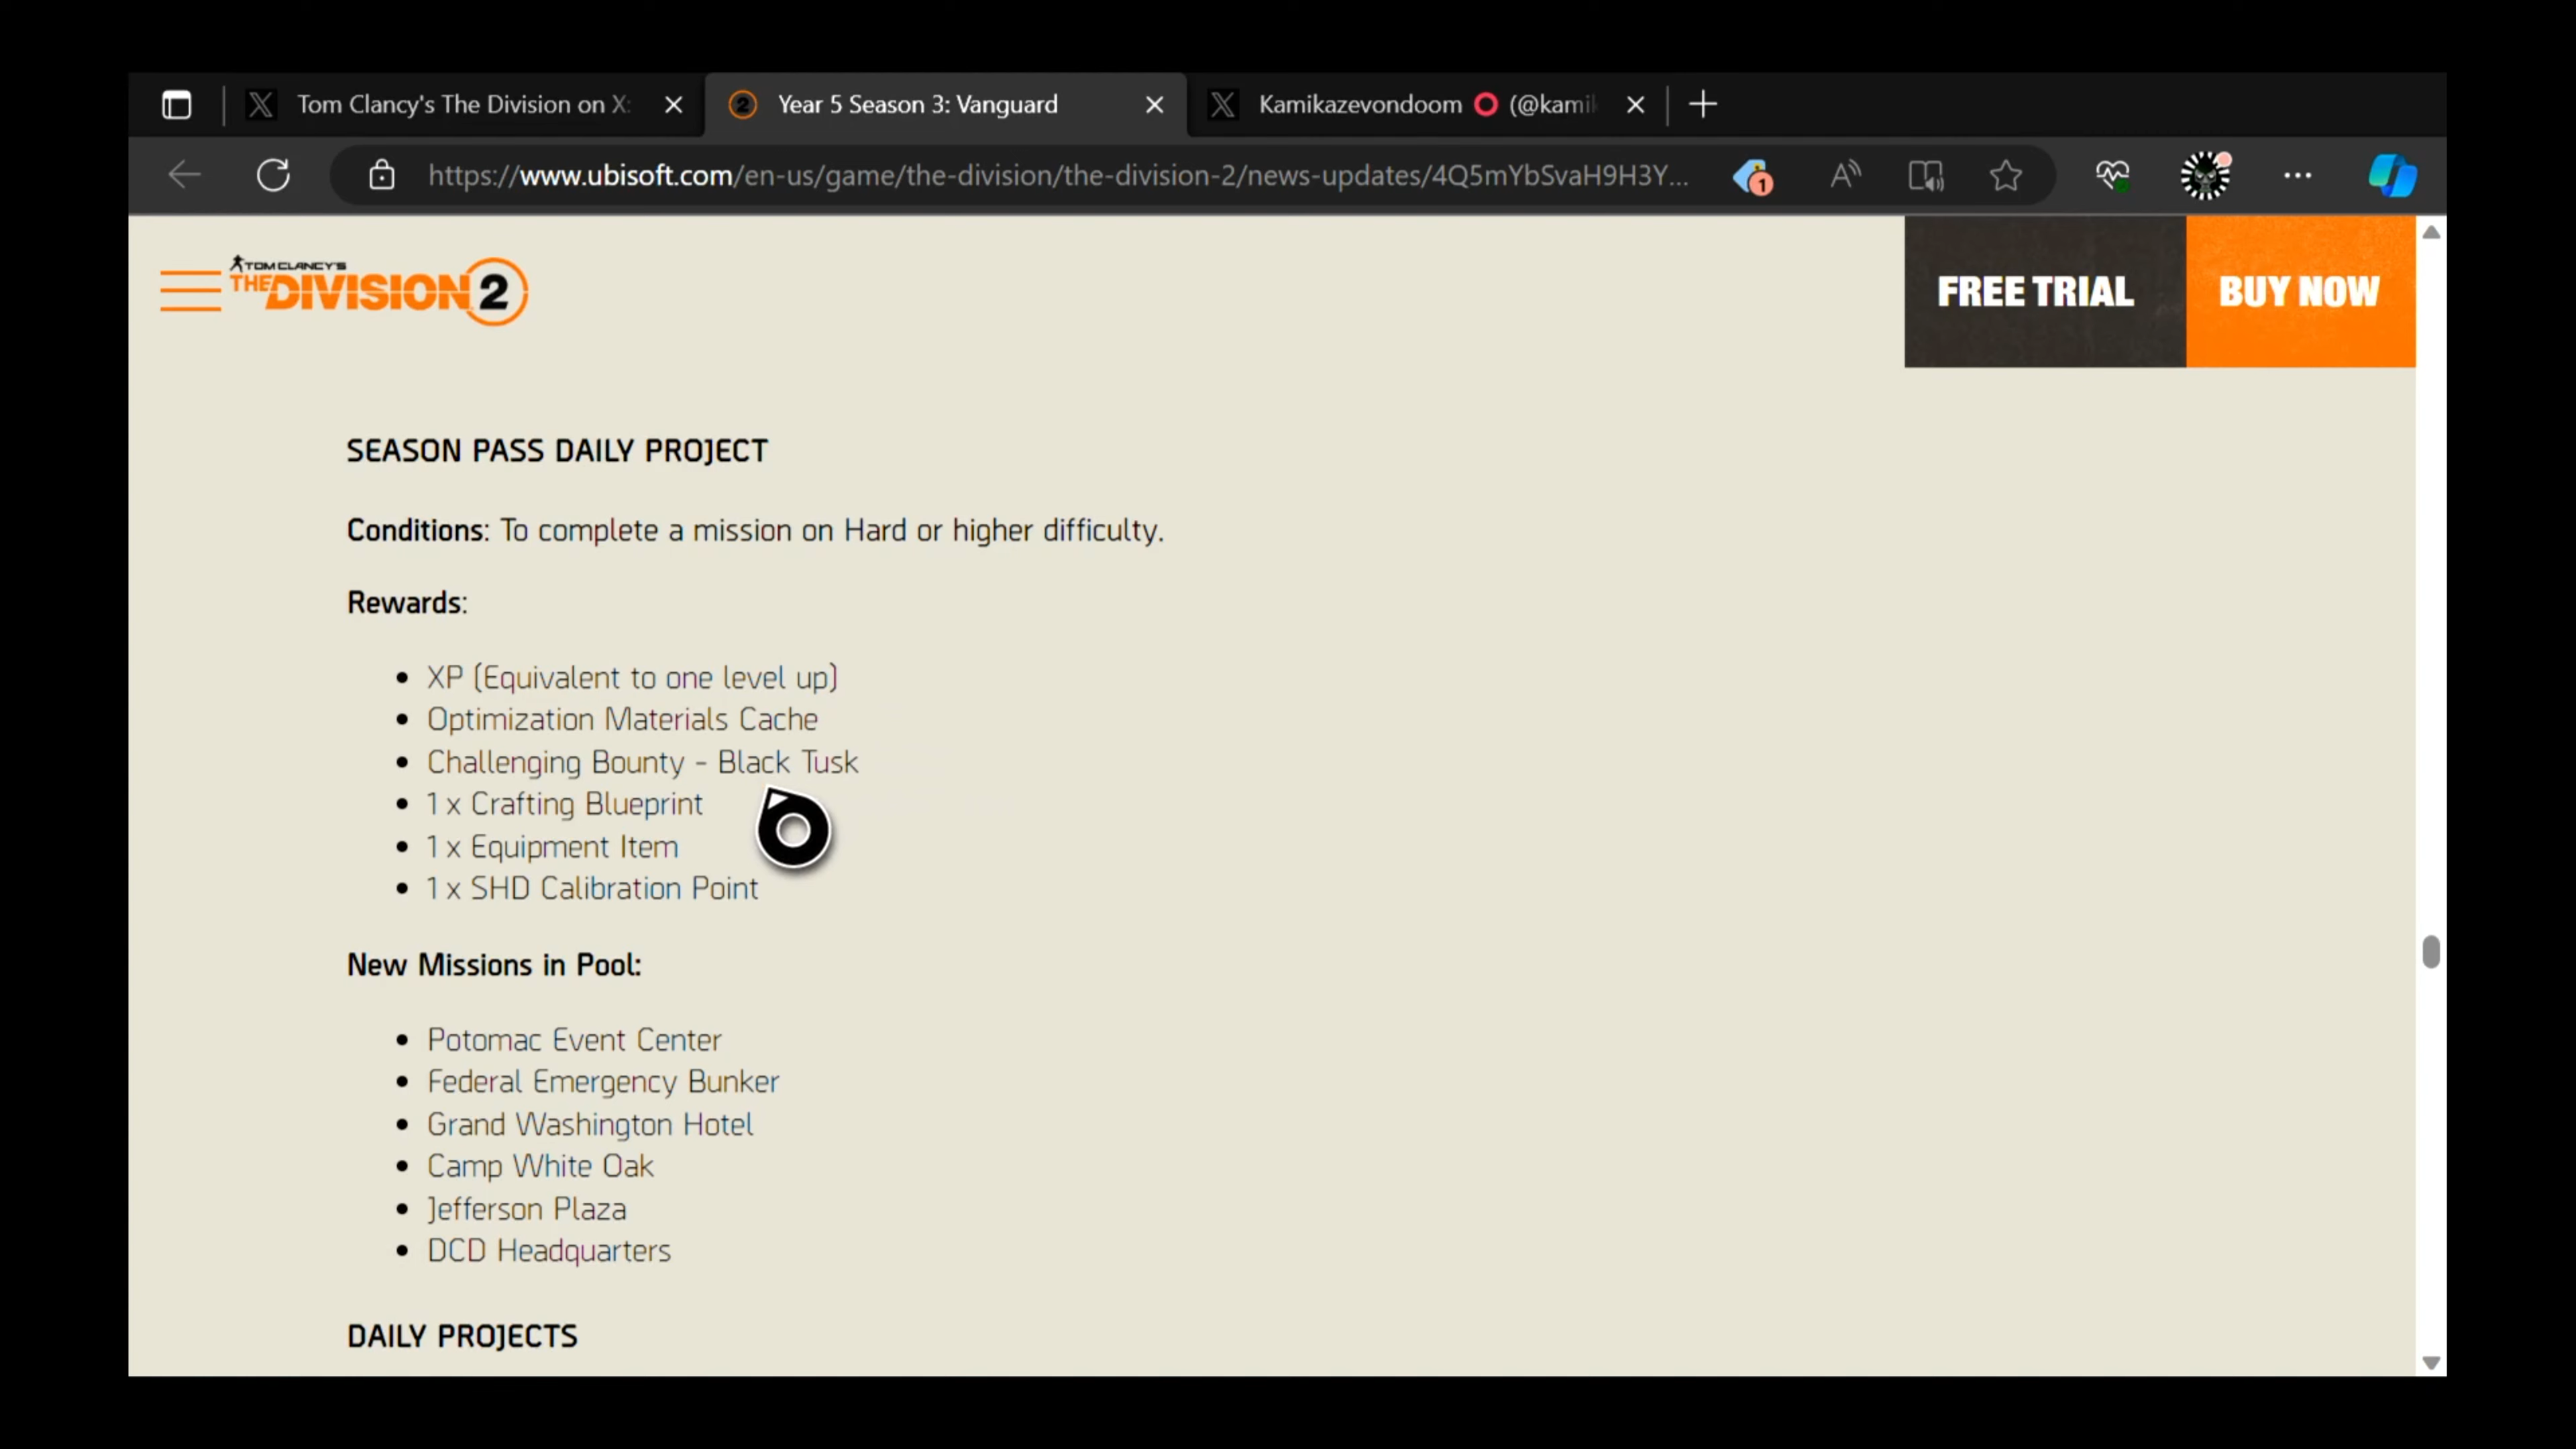 Tom Clancy's The Division on X:
Year 5 Season 3: Vanguard
Kamikazevondoom (@kamik
https://www.ubisoft.com/en-us/game/the-division/the-division-2/news-updates/4Q5mYbSvaH9H3Y...
1
TOM CLANCY'S
THE DIVISION 2
FREE TRIAL
BUY NOW
SEASON PASS DAILY PROJECT
Conditions: To complete a mission on Hard or higher difficulty.
Rewards:
• XP (Equivalent to one level up)
• Optimization Materials Cache
• Challenging Bounty - Black Tusk
• 1 x Crafting Blueprint
• 1 x Equipment Item
• 1 x SHD Calibration Point
New Missions in Pool:
• Potomac Event Center
• Federal Emergency Bunker
• Grand Washington Hotel
• Camp White Oak
• Jefferson Plaza
• DCD Headquarters
DAILY PROJECTS